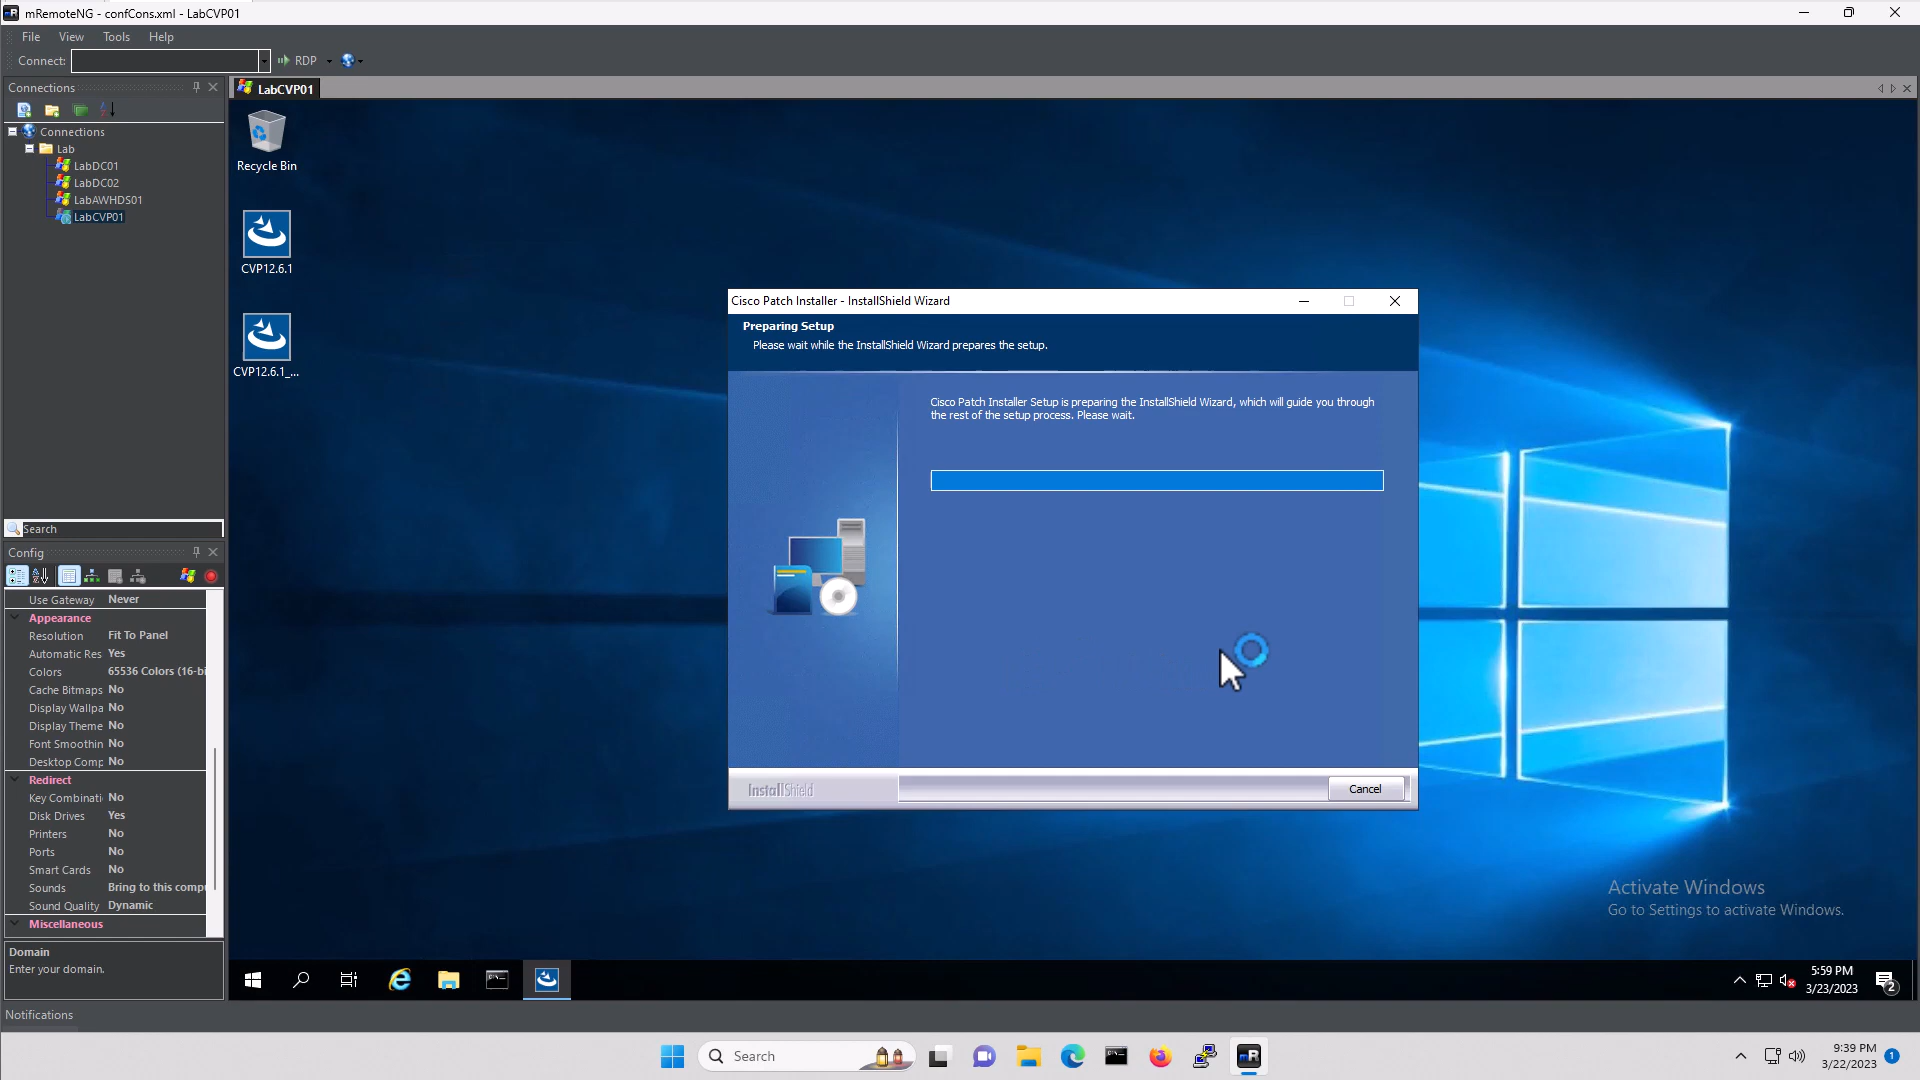 mRemoteNG - confCons.xml - LabCVP01
File View Tools Help
Connect: RDP
Connections
LabCVP01
Connections
Lab
LabDC01
LabDC02
LabAWHDS01
LabCVP01
Recycle Bin
CVP12.6.1
CVP12.6.1_...
Cisco Patch Installer - InstallShield Wizard
Preparing Setup
Please wait while the InstallShield Wizard prepares the setup.
Cisco Patch Installer Setup is preparing the InstallShield Wizard, which will guide you through
the rest of the setup process. Please wait.
InstallShield
Cancel
Search
Config
Use Gateway Never
Appearance
Resolution Fit To Panel
Automatic Res Yes
Colors 65536 Colors (16-bi
Cache Bitmaps No
Display Wallpa No
Display Theme No
Font Smoothin No
Desktop Comp No
Redirect
Key Combinati No
Disk Drives Yes
Printers No
Ports No
Smart Cards No
Sounds Bring to this compu
Sound Quality Dynamic
Miscellaneous
Domain
Enter your domain.
Activate Windows
Go to Settings to activate Windows.
5:59 PM
3/23/2023
2
Notifications
Search
mR
9:39 PM
3/22/2023
1